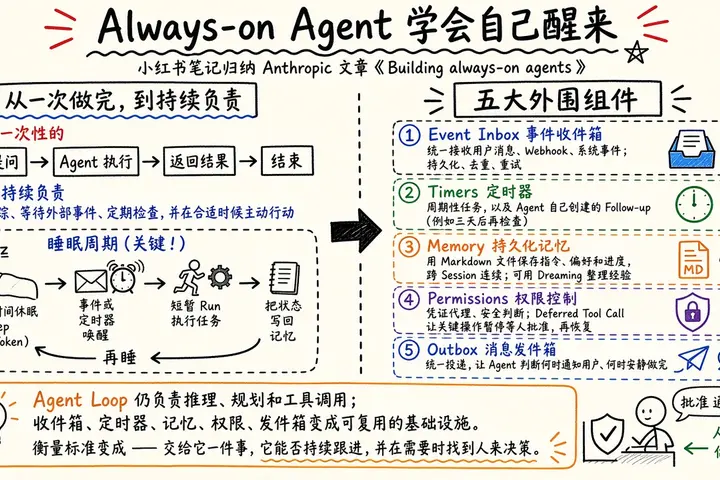 Always-on Agent 学会自己醒来
小红书笔记归纳 Anthropic 文章《Building always-on agents》
从一次做完，到持续负责
一次性的
提问
Agent 执行
返回结果
结束
持续负责
等待外部事件、定期检查，并在合适时候主动行动
睡眠周期（关键！）
时间休眠
事件或
定时器
唤醒
短暂 Run
执行任务
把状态
写回
记忆
再睡
五大外围组件
① Event Inbox 事件收件箱
统一接收用户消息、Webhook、系统事件；
持久化、去重、重试
② Timers 定时器
周期性任务，以及 Agent 自己创建的 Follow-up
（例如三天后再检查）
③ Memory 持久化记忆
用 Markdown 文件保存指令、偏好和进度，
跨 Session 连续；可用 Dreaming 整理经验
MD
④ Permissions 权限控制
凭证代理、安全判断；Deferred Tool Call
让关键操作暂停等人批准，再恢复
⑤ Outbox 消息发件箱
统一投递，让 Agent 判断何时通知用户、何时安静做完
Agent Loop 仍负责推理、规划和工具调用；
收件箱、定时器、记忆、权限、发件箱变成可复用的基础设施。
衡量标准变成 —— 交给它一件事，它能否持续跟进，并在需要时找到人来决策。
批准